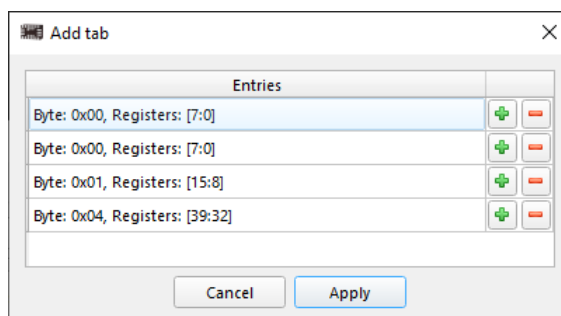 Add tab
Entries
Byte: 0x00, Registers: [7:0]
Byte: 0x00, Registers: [7:0]
Byte: 0x01, Registers: [15:8]
Byte: 0x04, Registers: [39:32]
Cancel Apply